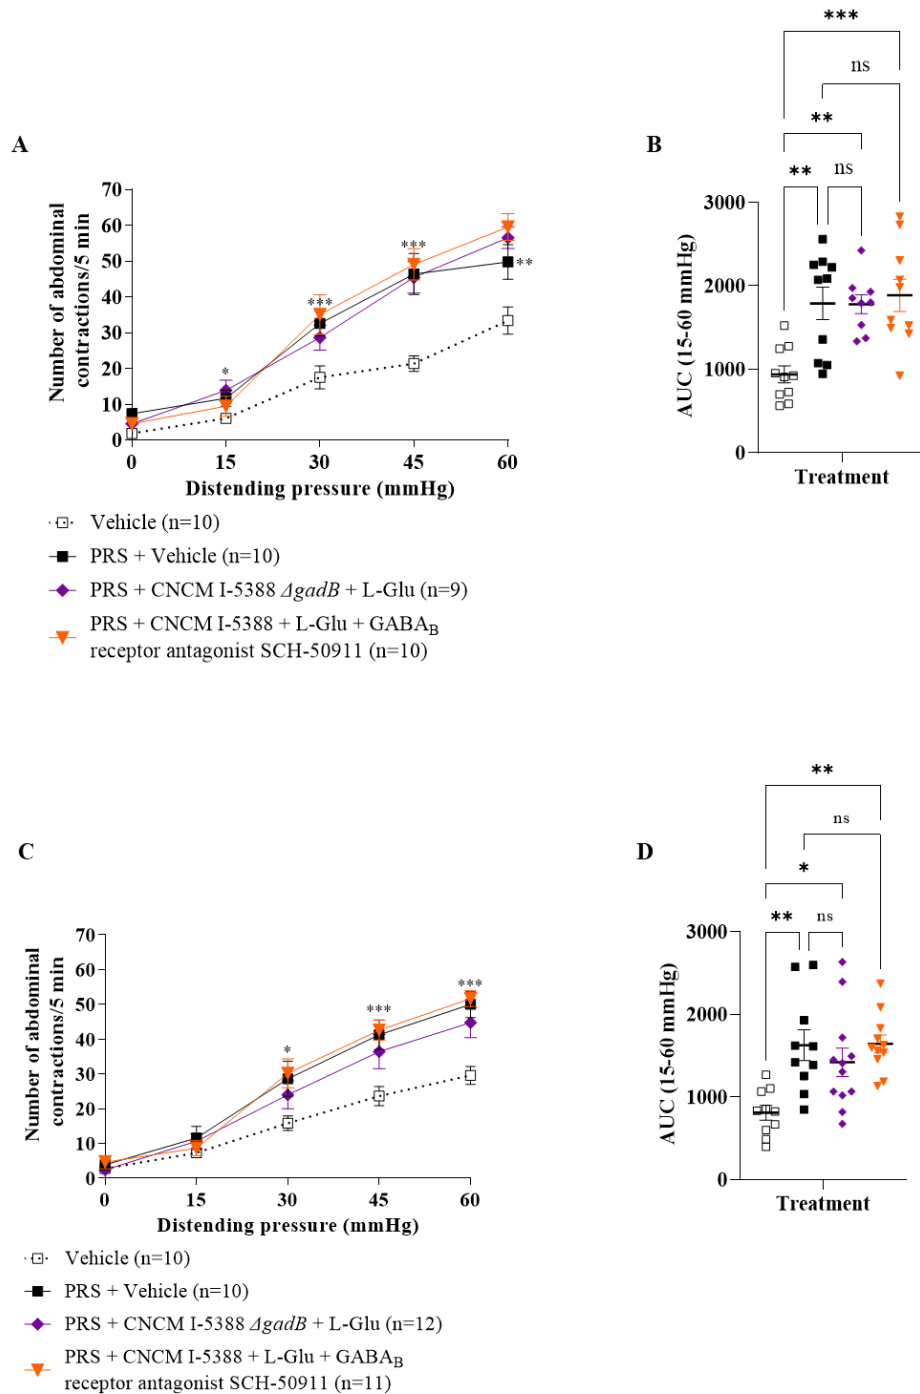 A
Number of abdominal
contractions/5 min
70
60
50
40
30
20
10
0
*
***
***
**
0 15 30 45 60
Distending pressure (mmHg)
Vehicle (n=10)
PRS + Vehicle (n=10)
PRS + CNCM I-5388 ΔgadB + L-Glu (n=9)
PRS + CNCM I-5388 + L-Glu + GABAB
receptor antagonist SCH-50911 (n=10)
B
***
ns
**
** ns
AUC (15-60 mmHg)
3000
2000
1000
0
Treatment
C
Number of abdominal
contractions/5 min
70
60
50
40
30
20
10
0
*
***
***
0 15 30 45 60
Distending pressure (mmHg)
Vehicle (n=10)
PRS + Vehicle (n=10)
PRS + CNCM I-5388 ΔgadB + L-Glu (n=12)
PRS + CNCM I-5388 + L-Glu + GABAB
receptor antagonist SCH-50911 (n=11)
D
**
ns
*
** ns
AUC (15-60 mmHg)
3000
2000
1000
0
Treatment